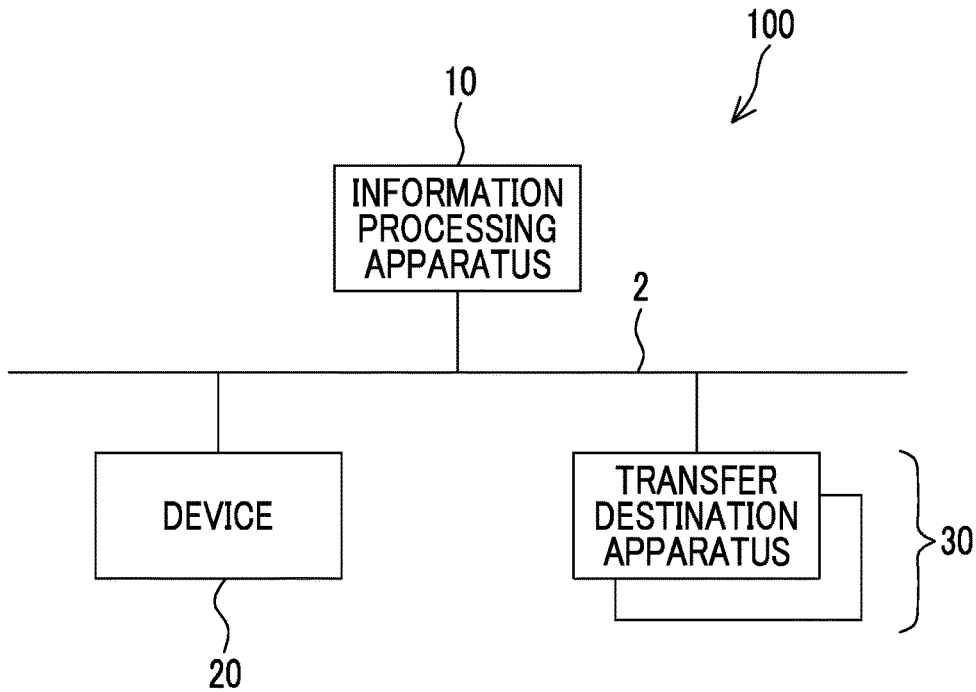 100
10
INFORMATION
PROCESSING
APPARATUS
2
DEVICE
TRANSFER
DESTINATION
APPARATUS
30
20